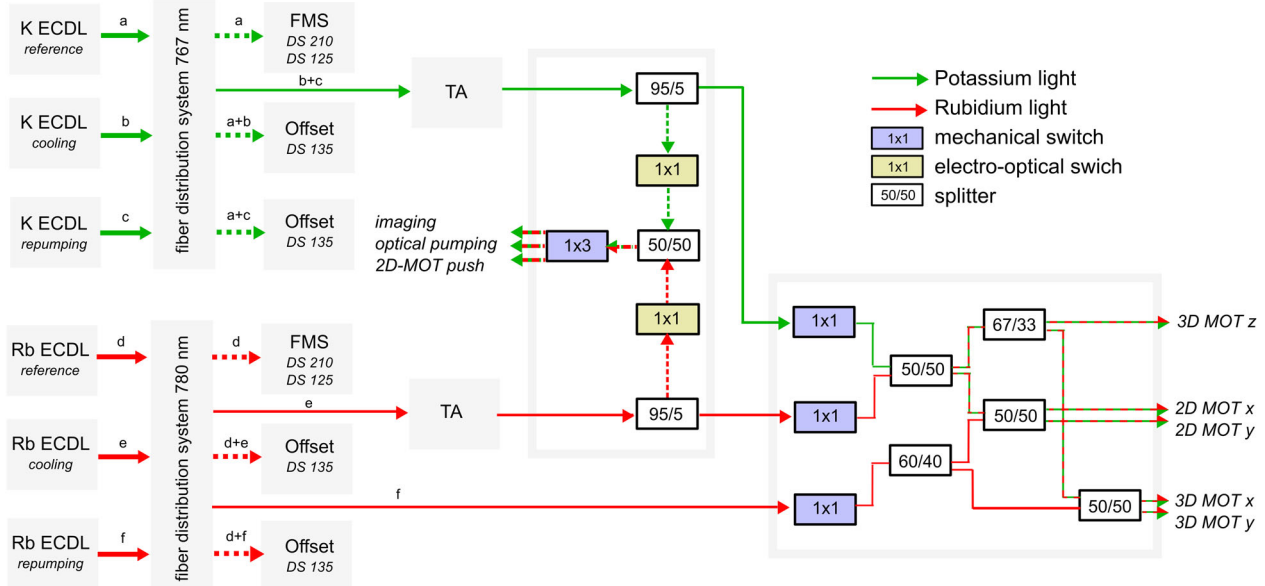 K ECDL
reference
a
fiber distribution system 767 nm
a
FMS
DS 210
DS 125
b+c
TA
95/5
K ECDL
cooling
b
a+b
Offset
DS 135
1x1
K ECDL
repumping
c
a+c
Offset
DS 135
imaging
optical pumping
2D-MOT push
1x3
50/50
1x1
Potassium light
Rubidium light
1x1
mechanical switch
1x1
electro-optical swich
50/50
splitter
Rb ECDL
reference
d
fiber distribution system 780 nm
d
FMS
DS 210
DS 125
e
TA
95/5
Rb ECDL
cooling
e
d+e
Offset
DS 135
f
Rb ECDL
repumping
f
d+f
Offset
DS 135
1x1
1x1
1x1
50/50
60/40
67/33
50/50
50/50
3D MOT z
2D MOT x
2D MOT y
3D MOT x
3D MOT y